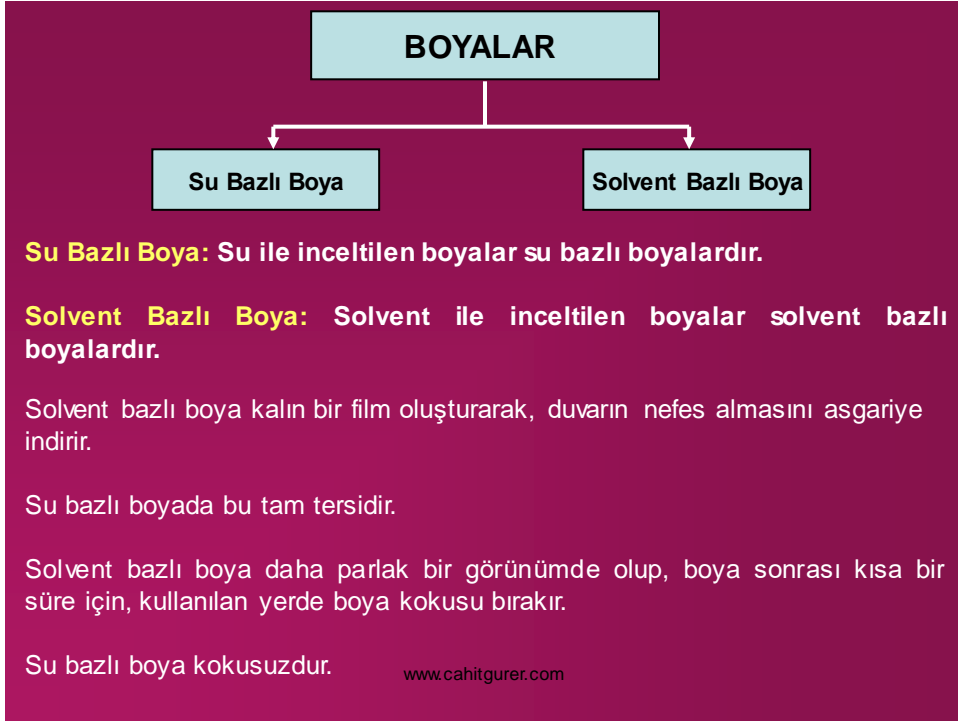 BOYALAR
Su Bazlı Boya
Solvent Bazlı Boya
Su Bazlı Boya: Su ile inceltilen boyalar su bazlı boyalardır.
Solvent Bazlı Boya: Solvent ile inceltilen boyalar solvent bazlı
boyalardır.
Solvent bazlı boya kalın bir film oluşturarak, duvarın nefes almasını asgariye
indirir.
Su bazlı boyada bu tam tersidir.
Solvent bazlı boya daha parlak bir görünümde olup, boya sonrası kısa bir
süre için, kullanılan yerde boya kokusu bırakır.
Su bazlı boya kokusuzdur.
www.cahitgurer.com